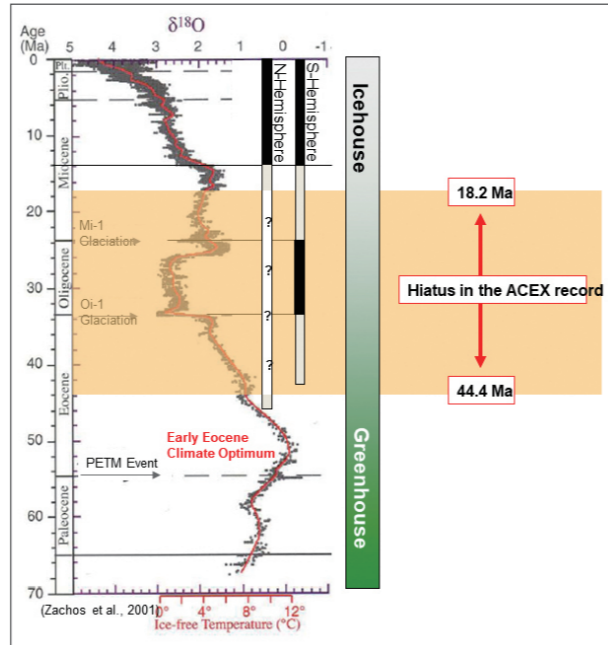 δ18O
Age
(Ma)
5 4 3 2 1 0 -1
0
10
20
30
40
50
60
70
Plt.
Plio.
Miocene
Oligocene
Eocene
Paleocene
N-Hemisphere
S-Hemisphere
Icehouse
Greenhouse
?
?
?
Mi-1
Glaciation
Oi-1
Glaciation
18.2 Ma
Hiatus in the ACEX record
44.4 Ma
Early Eocene
Climate Optimum
PETM Event
(Zachos et al., 2001)
0° 4° 8° 12°
Ice-free Temperature (°C)